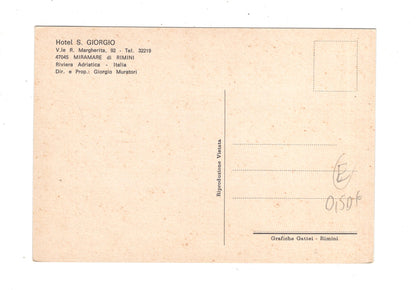 Hotel S. GIORGIO
V.le R. Margherita, 92 - Tel. 32219
47045 MIRAMARE di RIMINI
Riviera Adriatica - Italia
Dir. e Prop.: Giorgio Muratori
Riproduzione Vietata
E
0,50 €
Grafiche Gattei - Rimini